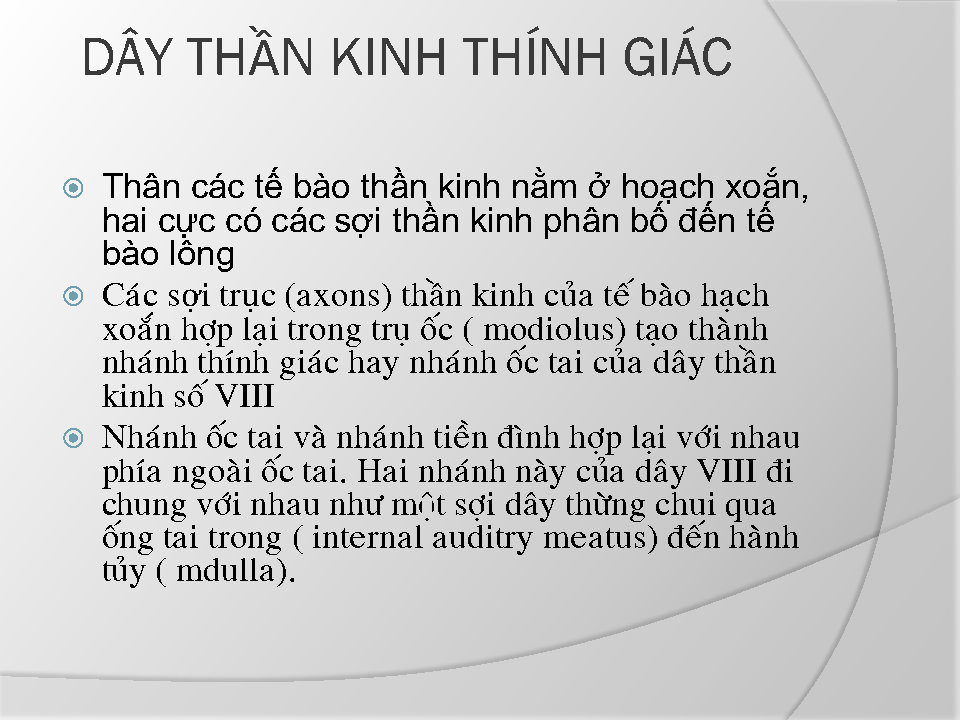 DÂY THẦN KINH THÍNH GIÁC
Thân các tế bào thần kinh nằm ở hoạch xoắn,
hai cực có các sợi thần kinh phân bố đến tế
bào lông
Các sợi trục (axons) thần kinh của tế bào hạch
xoắn hợp lại trong trụ ốc ( modiolus) tạo thành
nhánh thính giác hay nhánh ốc tai của dây thần
kinh số VIII
Nhánh ốc tai và nhánh tiền đình hợp lại với nhau
phía ngoài ốc tai. Hai nhánh này của dây VIII đi
chung với nhau như một sợi dây thừng chui qua
ống tai trong ( internal auditry meatus) đến hành
tủy ( mdulla).